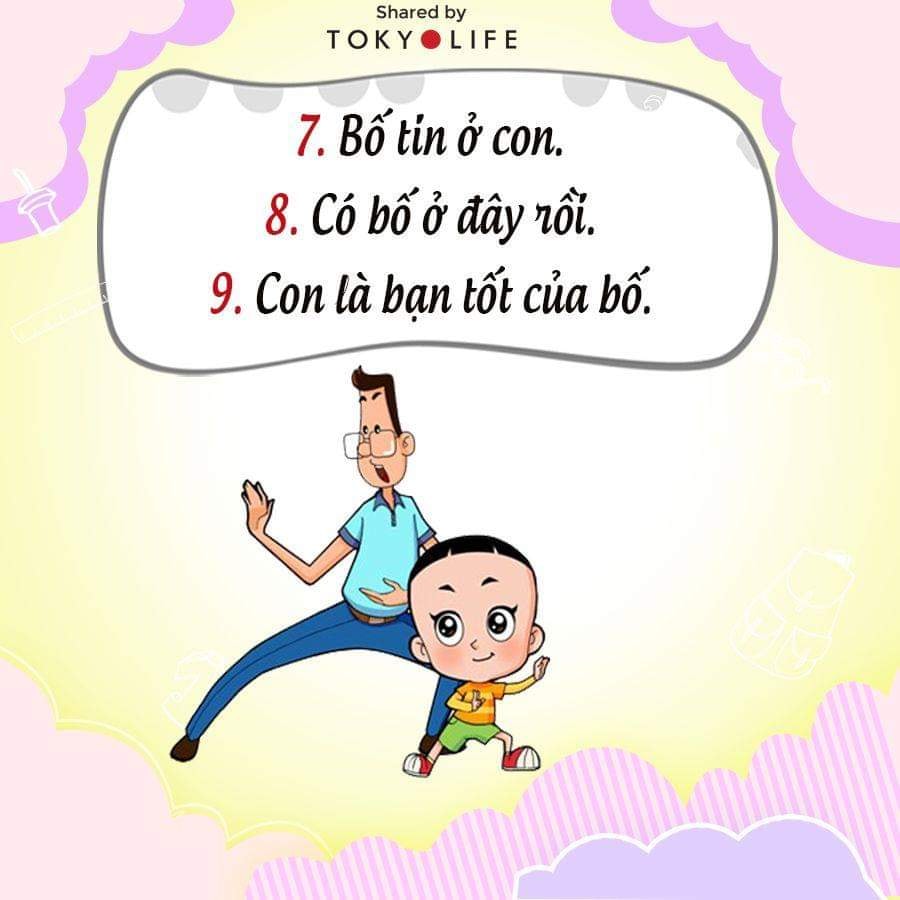 Shared by
TOKYOLIFE
7. Bố tin ở con.
8. Có bố ở đây rồi.
9. Con là bạn tốt của bố.